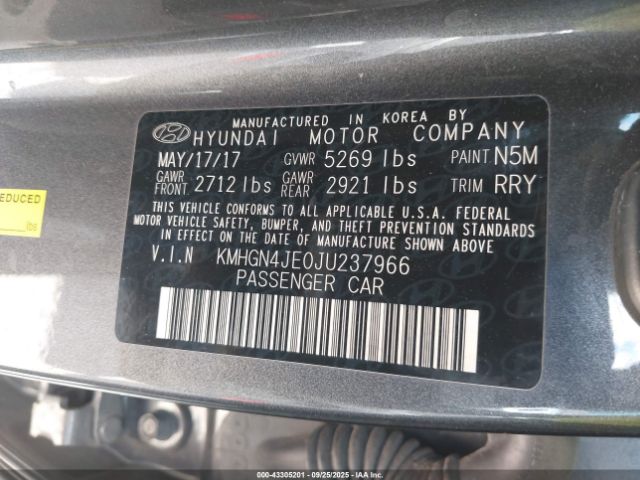 MANUFACTURED IN KOREA BY
HYUNDAI MOTOR COMPANY
MAY/17/17 GVWR 5269 lbs PAINT N5M
GAWR FRONT 2712 lbs GAWR REAR 2921 lbs TRIM RRY
THIS VEHICLE CONFORMS TO ALL APPLICABLE U.S.A. FEDERAL
MOTOR VEHICLE SAFETY, BUMPER, AND THEFT PREVENTION STANDARDS
IN EFFECT ON THE DATE OF MANUFACTURE SHOWN ABOVE
V.I.N KMHGN4JE0JU237966
PASSENGER CAR
REDUCED
lbs
000-43305201 - 09/25/2025 - IAAI.com